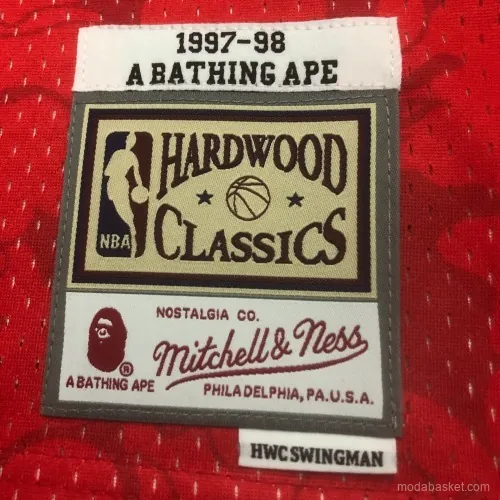 1997-98
A BATHING APE
HARDWOOD
NBA
CLASSICS
NOSTALGIA CO.
Mitchell & Ness
®
A BATHING APE
PHILADELPHIA, PA. U.S.A.
HWC SWINGMAN
modabasket.com